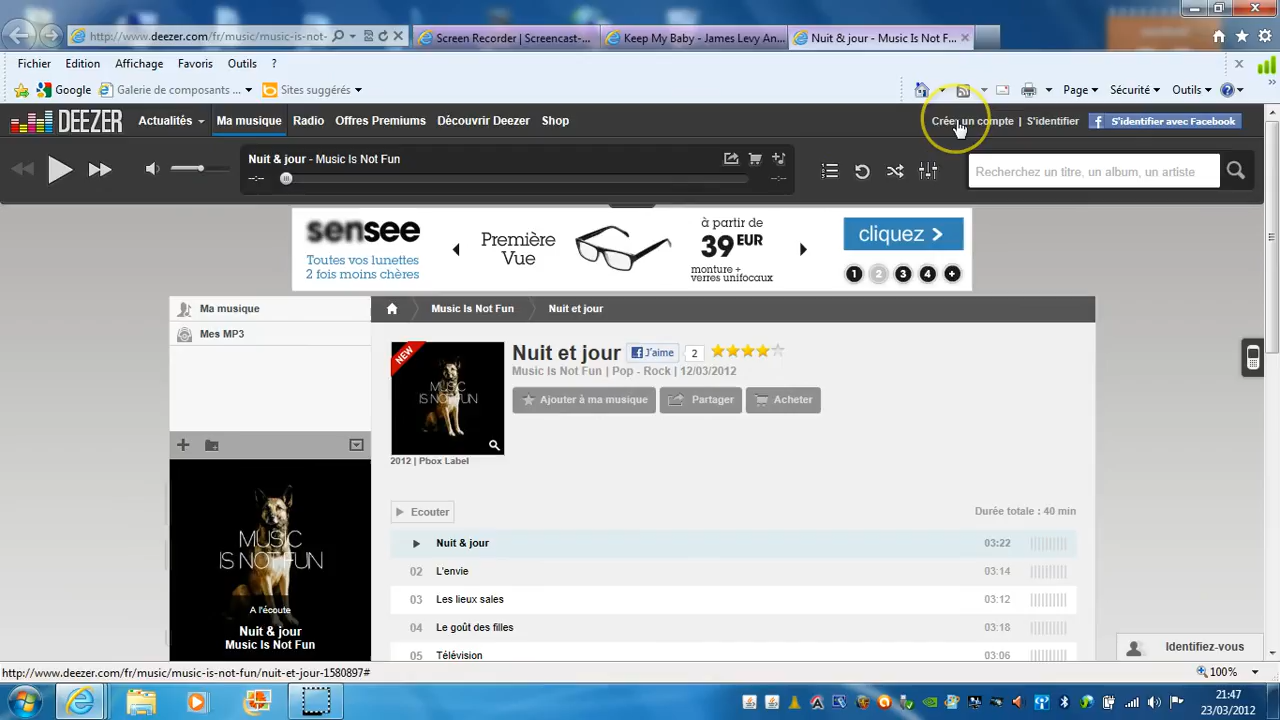 http://www.deezer.com/fr/music/music-is-not-
Screen Recorder | Screencast-...
Keep My Baby - James Levy An...
Nuit & jour - Music Is Not F...
Fichier Edition Affichage Favoris Outils ?
Google
Galerie de composants ...
Sites suggérés
Page
Sécurité
Outils
DEEZER
Actualités
Ma musique
Radio
Offres Premiums
Découvrir Deezer
Shop
Créer un compte | S'identifier
f S'identifier avec Facebook
Nuit & jour - Music Is Not Fun
--:--
--:--
Recherchez un titre, un album, un artiste
sensee
Toutes vos lunettes
2 fois moins chères
Première
Vue
à partir de
39 EUR
monture +
verres unifocaux
cliquez >
1 2 3 4 +
Ma musique
Mes MP3
Music Is Not Fun
Nuit et jour
NEW
MUSIC
IS NOT FUN
2012 | Pbox Label
Nuit et jour
J'aime
2
Music Is Not Fun | Pop - Rock | 12/03/2012
Ajouter à ma musique
Partager
Acheter
Ecouter
Durée totale : 40 min
Nuit & jour 03:22
02 L'envie 03:14
03 Les lieux sales 03:12
04 Le goût des filles 03:18
05 Télévision 03:06
MUSIC
IS NOT FUN
A l'écoute
Nuit & jour
Music Is Not Fun
Identifiez-vous
http://www.deezer.com/fr/music/music-is-not-fun/nuit-et-jour-1580897#
100%
21:47
23/03/2012